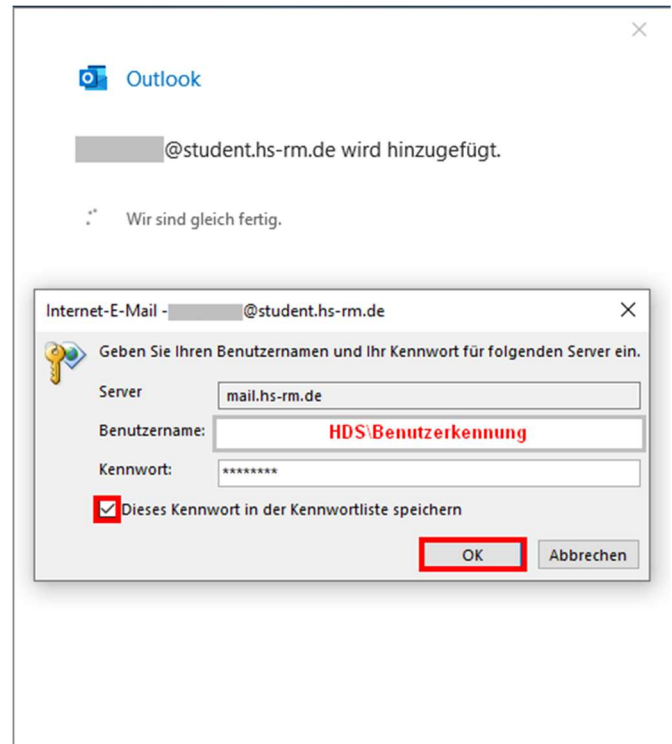 Outlook
@student.hs-rm.de wird hinzugefügt.
Wir sind gleich fertig.
Internet-E-Mail - @student.hs-rm.de
Geben Sie Ihren Benutzernamen und Ihr Kennwort für folgenden Server ein.
Server mail.hs-rm.de
Benutzername: HDS\Benutzerkennung
Kennwort: ********
Dieses Kennwort in der Kennwortliste speichern
OK Abbrechen